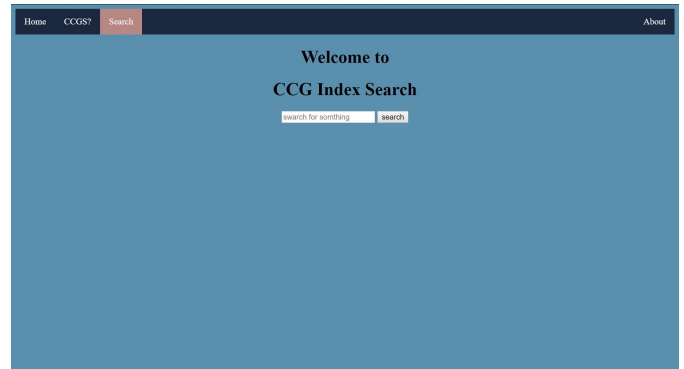 Home CCGS? Search About
Welcome to
CCG Index Search
swarch for somthing search